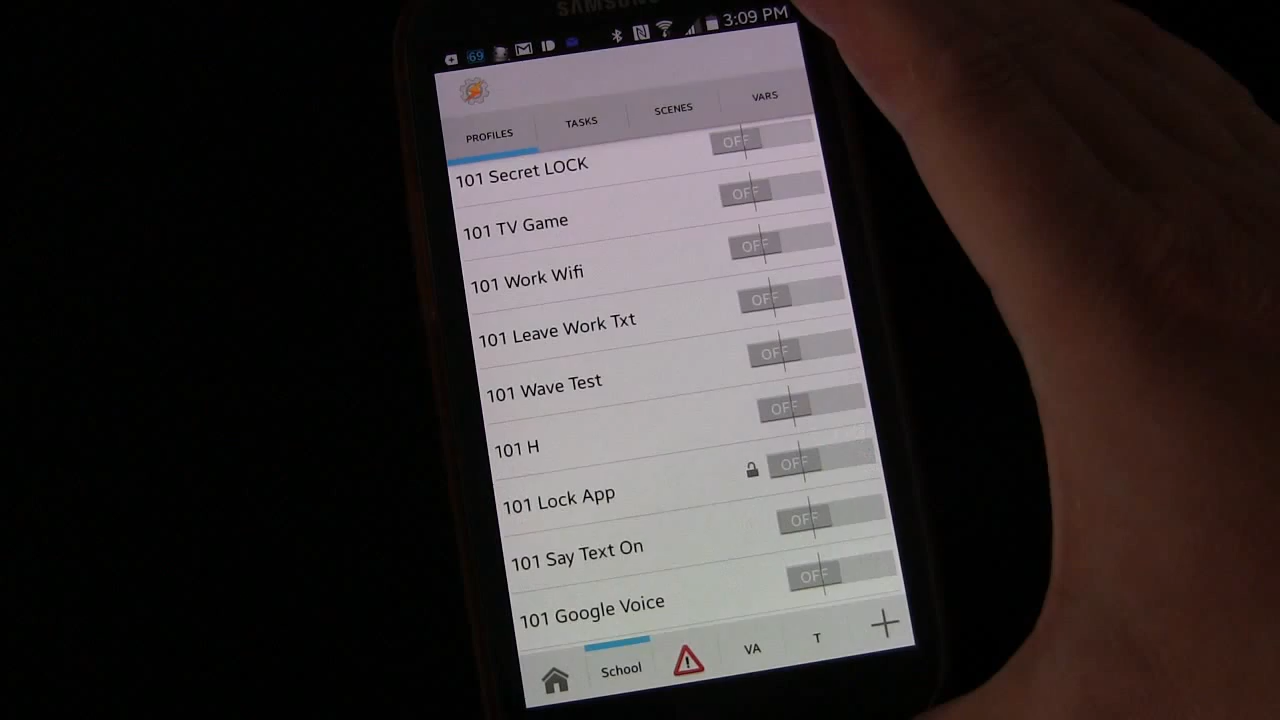 SAMSUNG
69 3:09 PM
PROFILES TASKS SCENES VARS
101 Secret LOCK OFF
101 TV Game OFF
101 Work Wifi OFF
101 Leave Work Txt OFF
101 Wave Test OFF
101 H OFF
101 Lock App OFF
101 Say Text On OFF
101 Google Voice OFF
School VA T